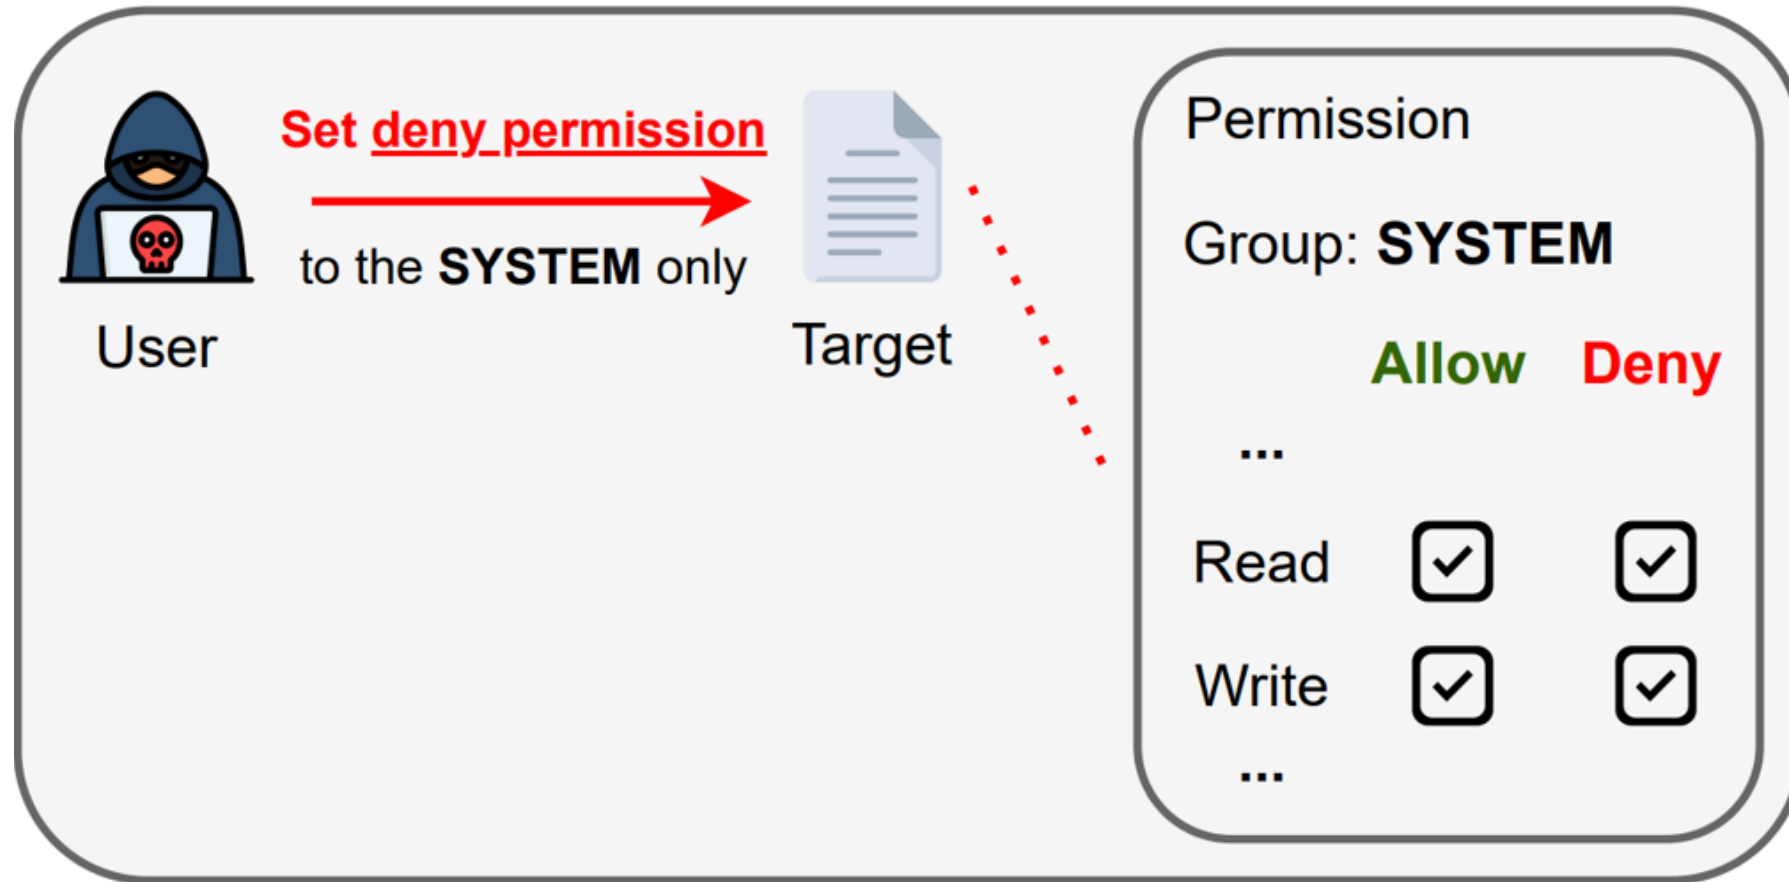 Set deny permission
to the SYSTEM only
User
Target
Permission
Group: SYSTEM
Allow Deny
...
Read
Write
...